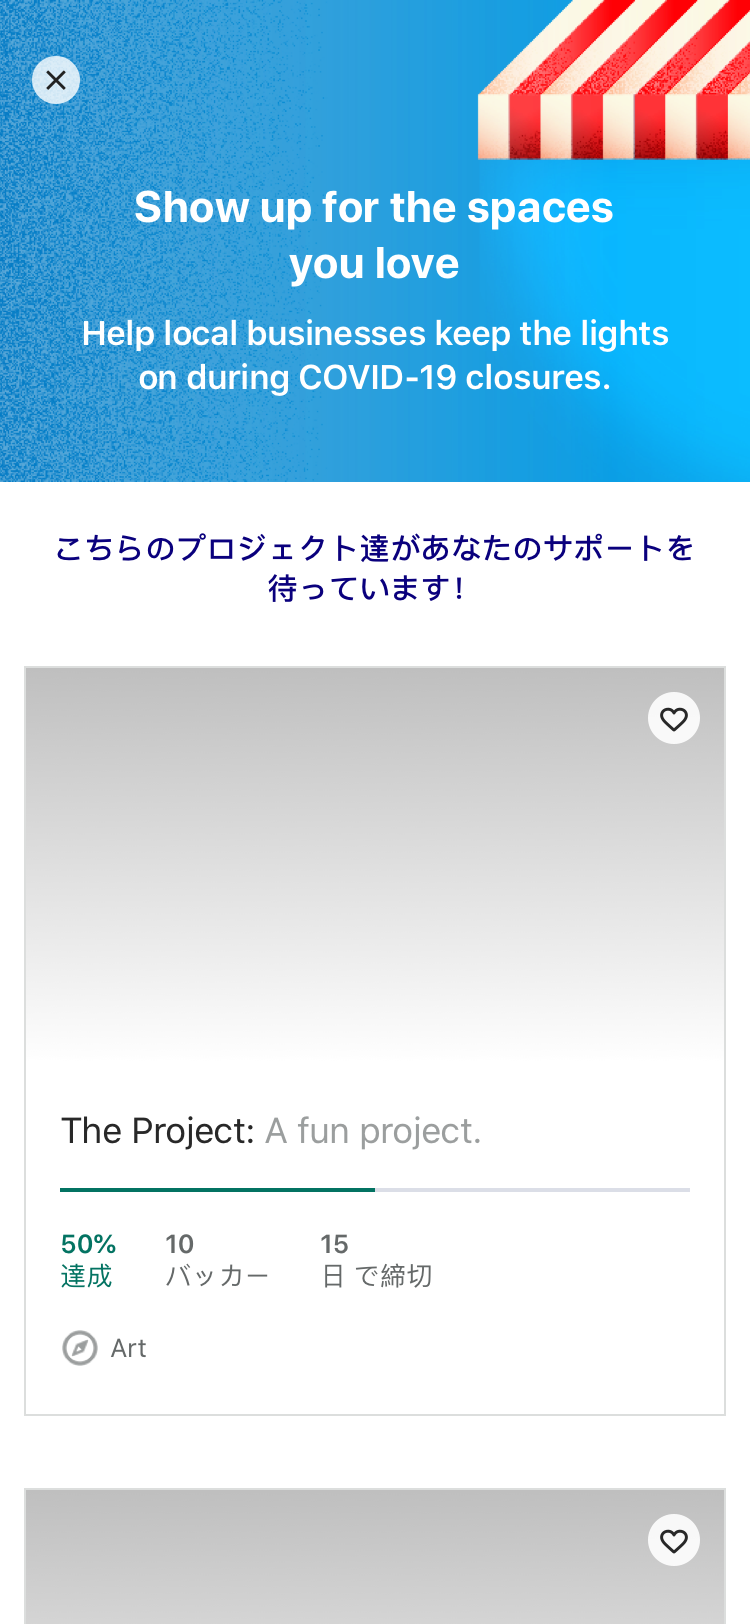 Show up for the spaces
you love
Help local businesses keep the lights
on during COVID-19 closures.
こちらのプロジェクト達があなたのサポートを
待っています!
The Project: A fun project.
50% 10 15
達成 バッカー 日 で締切
Art